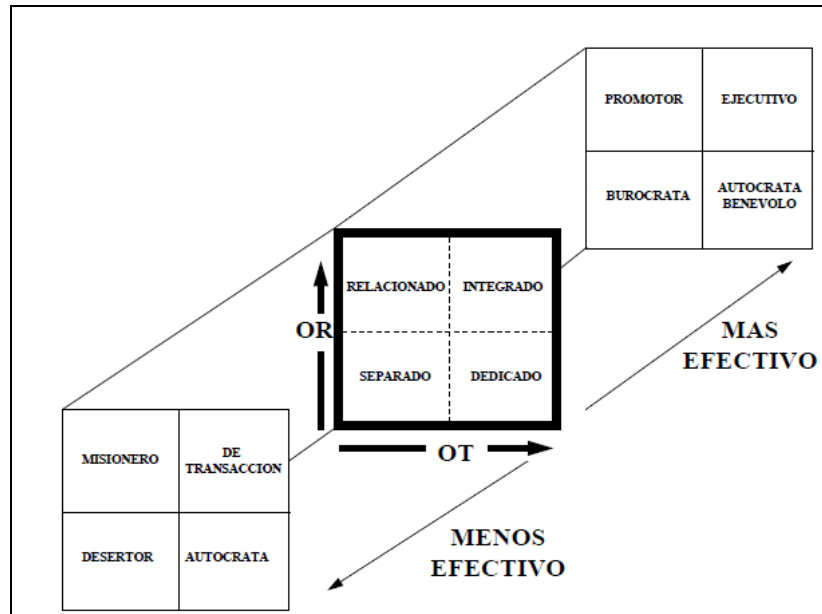 PROMOTOR
EJECUTIVO
BUROCRATA
AUTOCRATA
BENEVOLO
RELACIONADO
INTEGRADO
OR
SEPARADO
DEDICADO
MAS
EFECTIVO
OT
MISIONERO
DE
TRANSACCION
DESERTOR
AUTOCRATA
MENOS
EFECTIVO